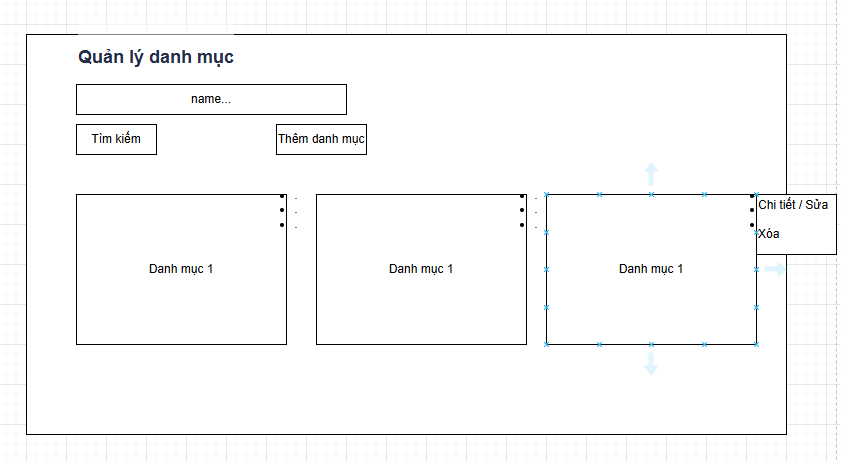 Quản lý danh mục
name...
Tìm kiếm
Thêm danh mục
Danh mục 1
Danh mục 1
Danh mục 1
Chi tiết / Sửa
Xóa